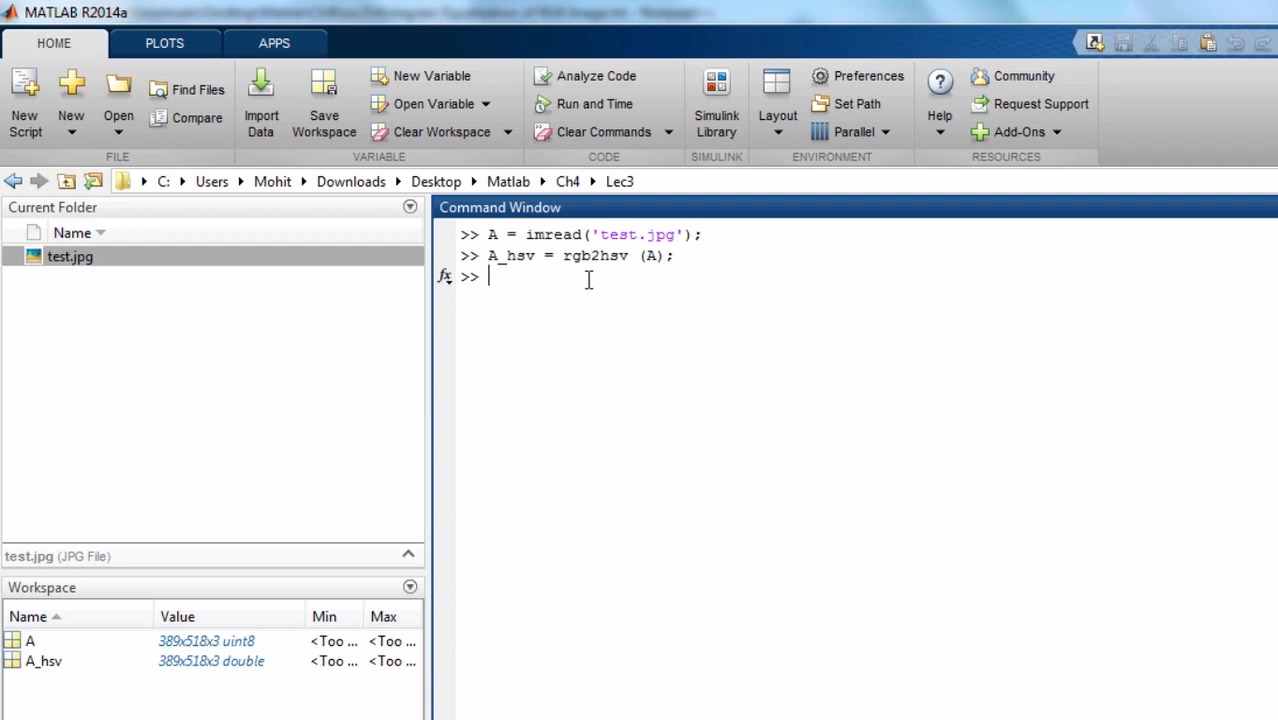 MATLAB R2014a
HOME PLOTS APPS
New Script
New
Open
Find Files
Compare
Import Data
Save Workspace
New Variable
Open Variable
Clear Workspace
Analyze Code
Run and Time
Clear Commands
Simulink Library
Layout
Preferences
Set Path
Parallel
Help
Community
Request Support
Add-Ons
FILE VARIABLE CODE SIMULINK ENVIRONMENT RESOURCES
C: Users Mohit Downloads Desktop Matlab Ch4 Lec3
Current Folder
Name
test.jpg
test.jpg (JPG File)
Workspace
Name Value Min Max
A 389x518x3 uint8 <Too ... <Too ...
A_hsv 389x518x3 double <Too ... <Too ...
Command Window
>> A = imread('test.jpg');
>> A_hsv = rgb2hsv (A);
fx >>